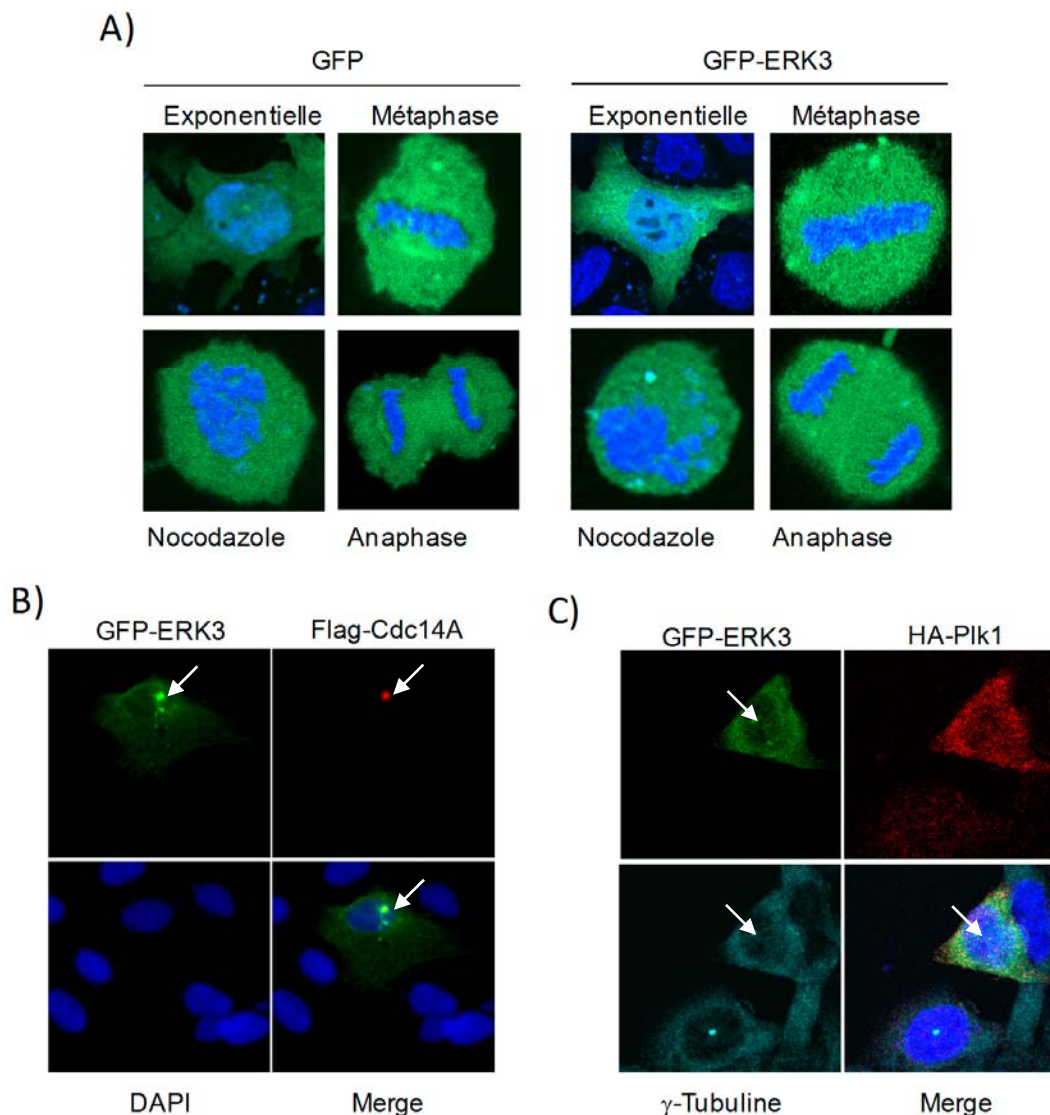 A)
GFP GFP-ERK3
Exponentielle Métaphase Exponentielle Métaphase
Nocodazole Anaphase Nocodazole Anaphase
B)
GFP-ERK3 Flag-Cdc14A
DAPI Merge
C)
GFP-ERK3 HA-Plk1
γ-Tubuline Merge